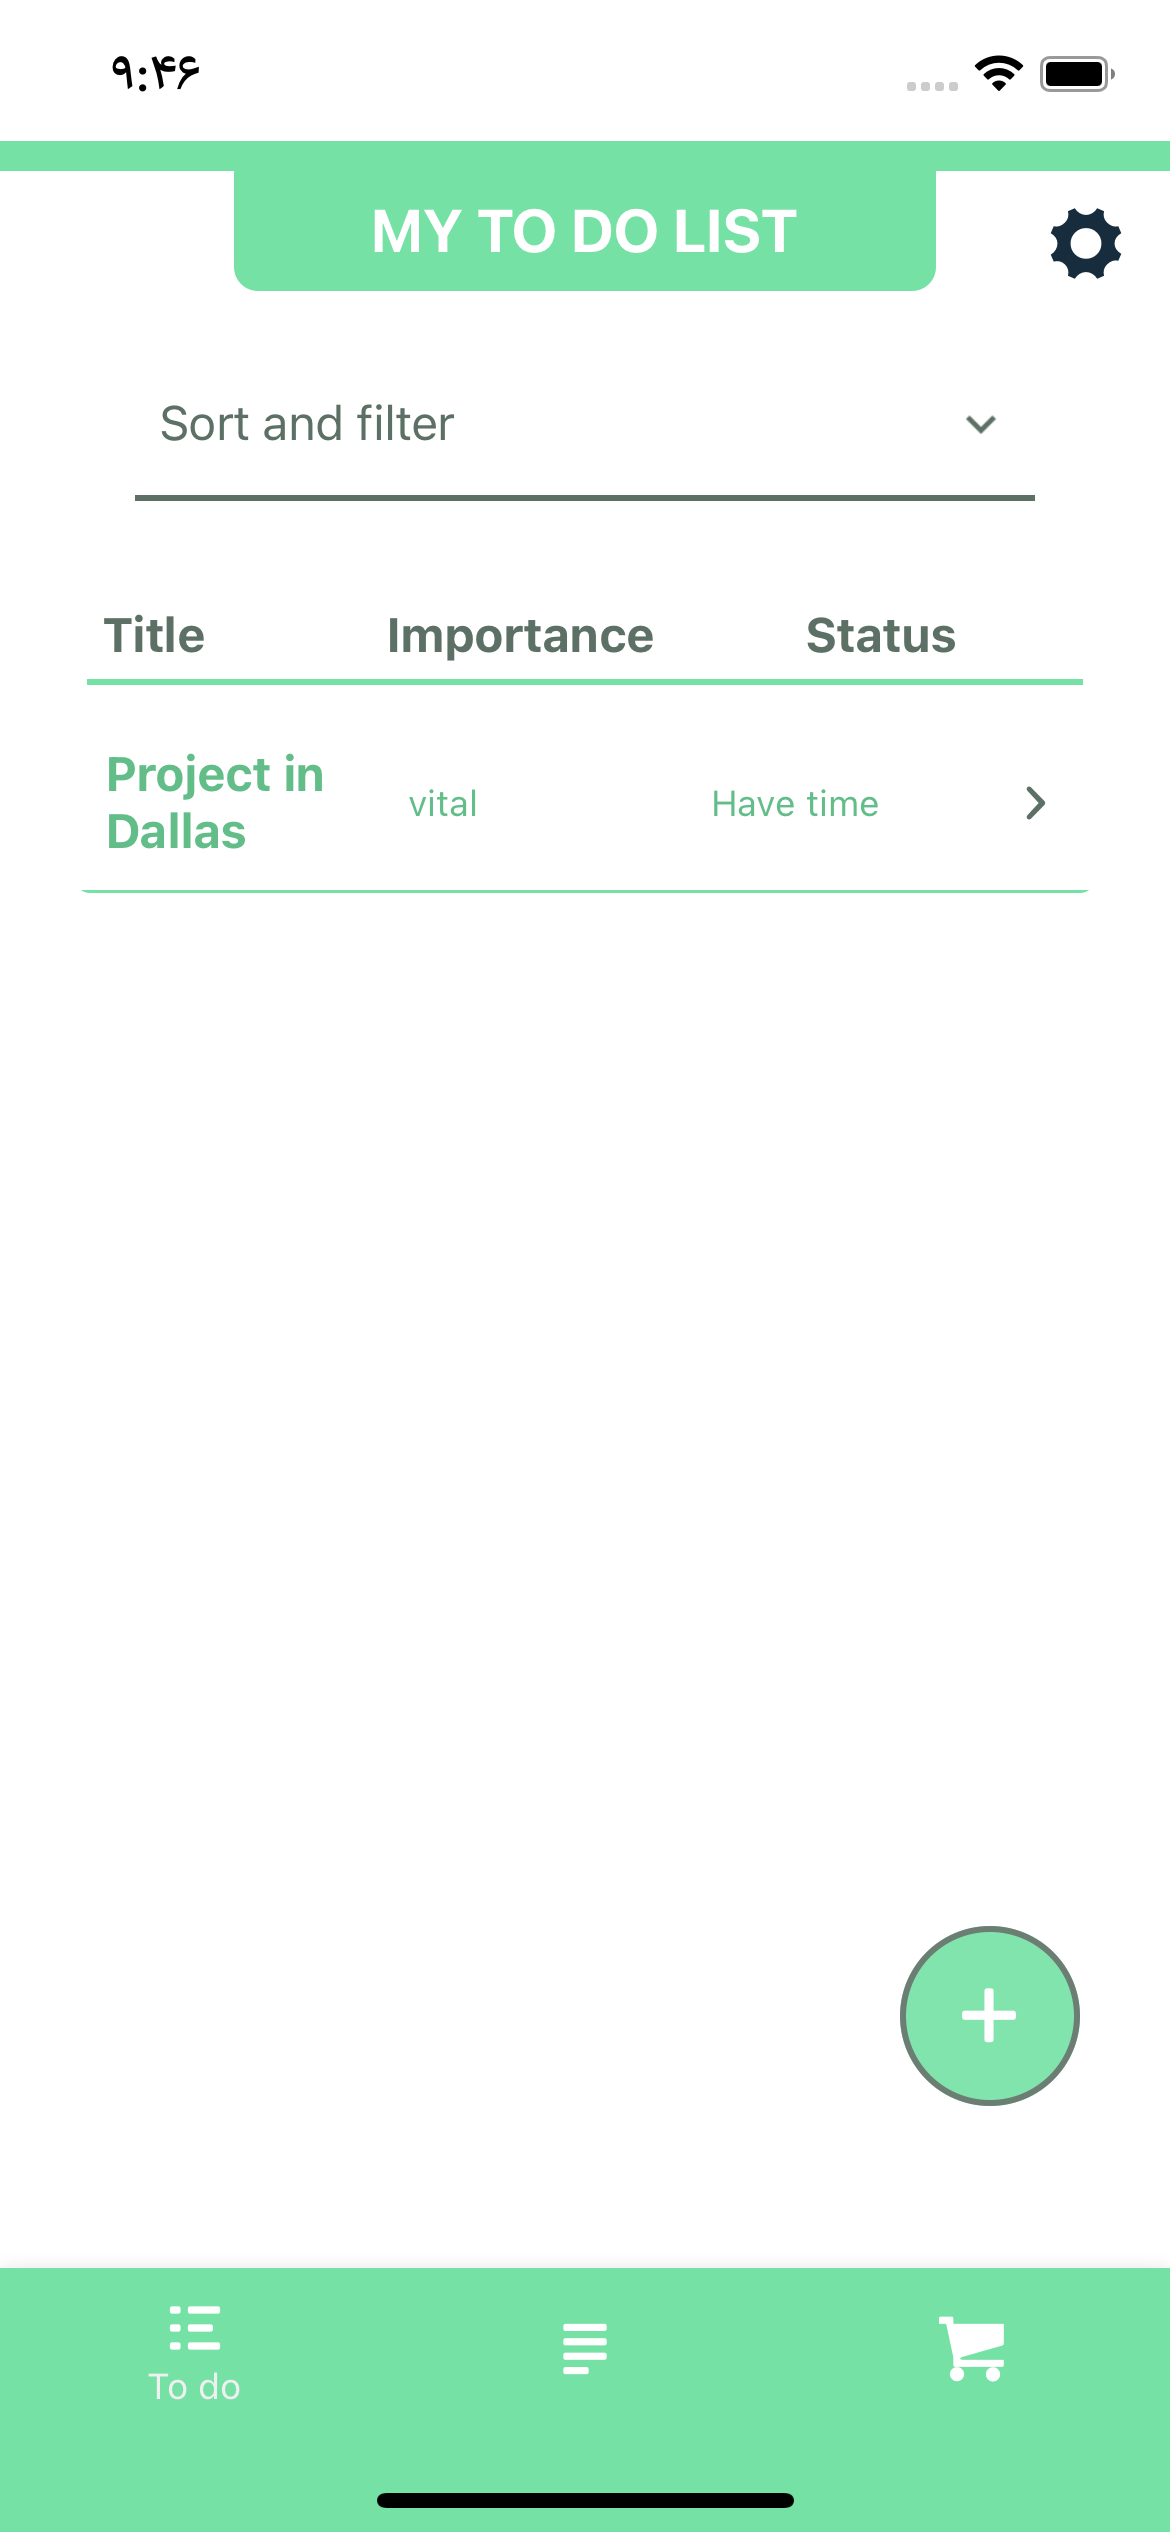 ۹:۴۶
MY TO DO LIST
Sort and filter
Title Importance Status
Project in
Dallas
vital
Have time
To do